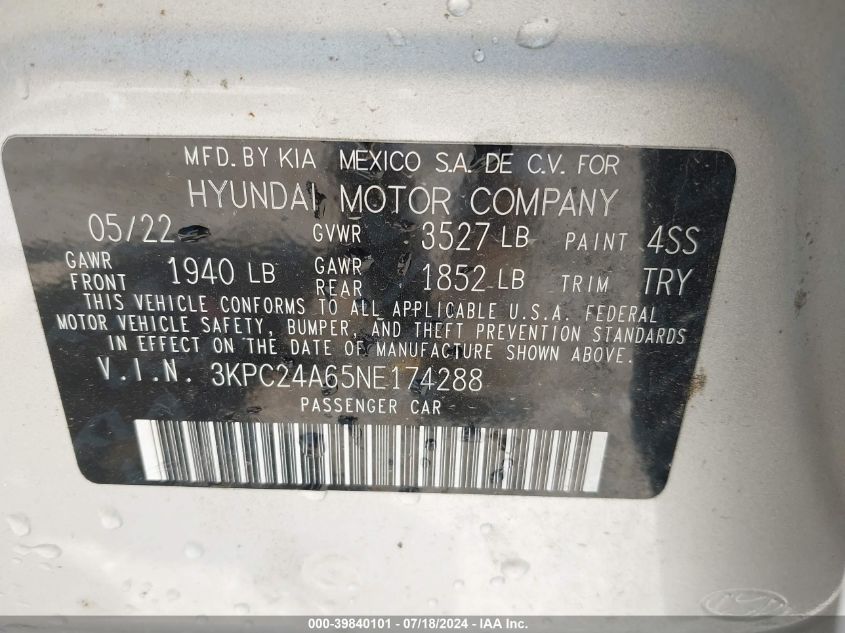 MFD. BY KIA MEXICO S.A. DE C.V. FOR
HYUNDAI MOTOR COMPANY
05/22 GVWR 3527 LB PAINT 4SS
GAWR FRONT 1940 LB GAWR REAR 1852 LB TRIM TRY
THIS VEHICLE CONFORMS TO ALL APPLICABLE U.S.A. FEDERAL
MOTOR VEHICLE SAFETY, BUMPER, AND THEFT PREVENTION STANDARDS
IN EFFECT ON THE DATE OF MANUFACTURE SHOWN ABOVE.
V.I.N. 3KPC24A65NE174288
PASSENGER CAR
000-39840101 / 07/18/2024 - IAA Inc.